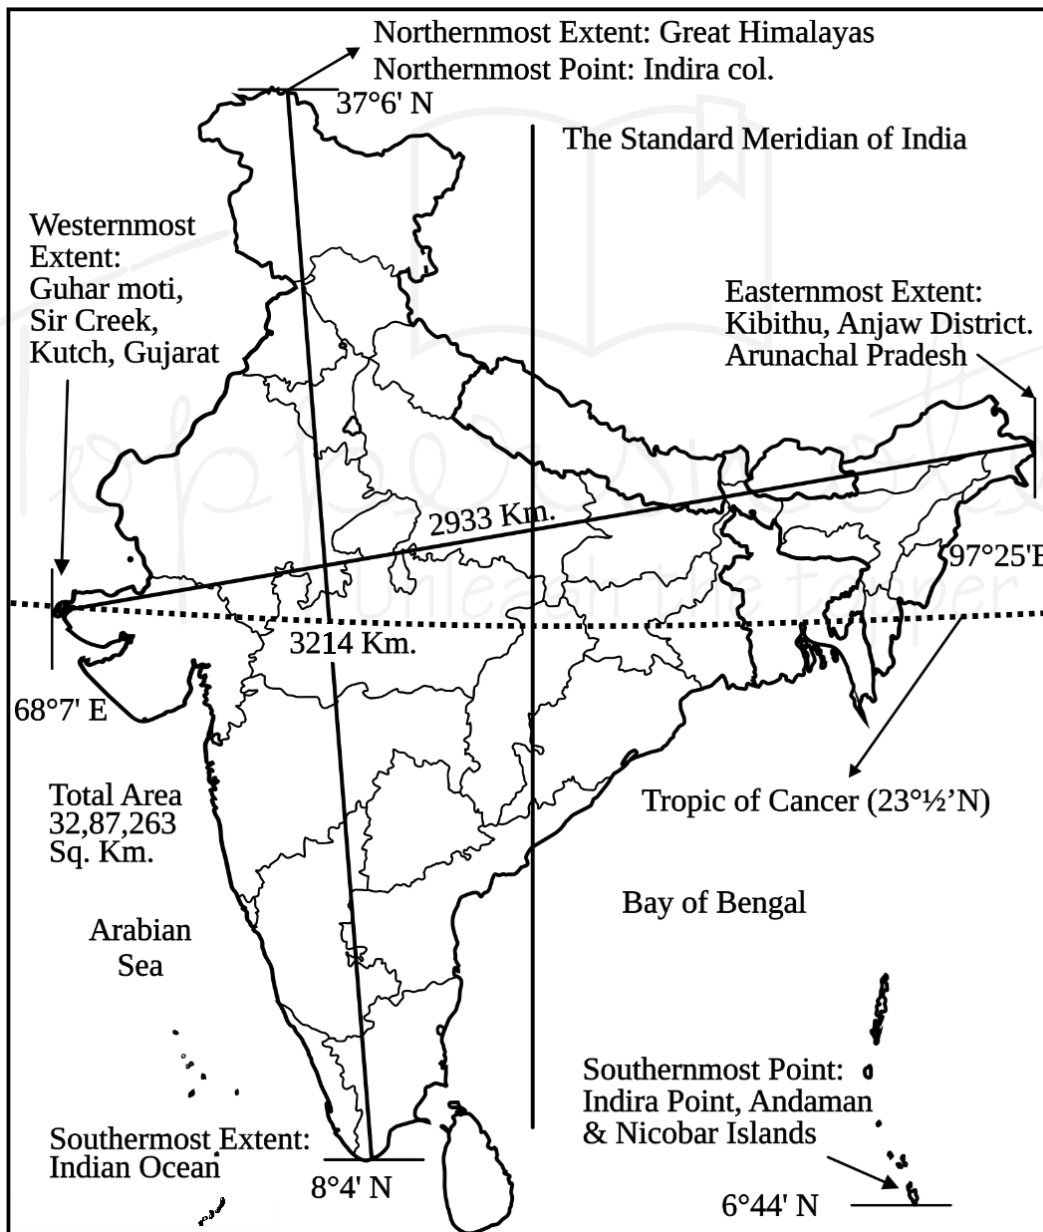 Northernmost Extent: Great Himalayas
Northernmost Point: Indira col.
37°6' N
The Standard Meridian of India
Westernmost
Extent:
Guhar moti,
Sir Creek,
Kutch, Gujarat
Easternmost Extent:
Kibithu, Anjaw District.
Arunachal Pradesh
2933 Km.
97°25'E
Unleash the topper
3214 Km.
68°7' E
Total Area
32,87,263
Sq. Km.
Tropic of Cancer (23°½’N)
Bay of Bengal
Arabian
Sea
Southernmost Point:
Indira Point, Andaman
& Nicobar Islands
Southermost Extent:
Indian Ocean
8°4' N
6°44' N